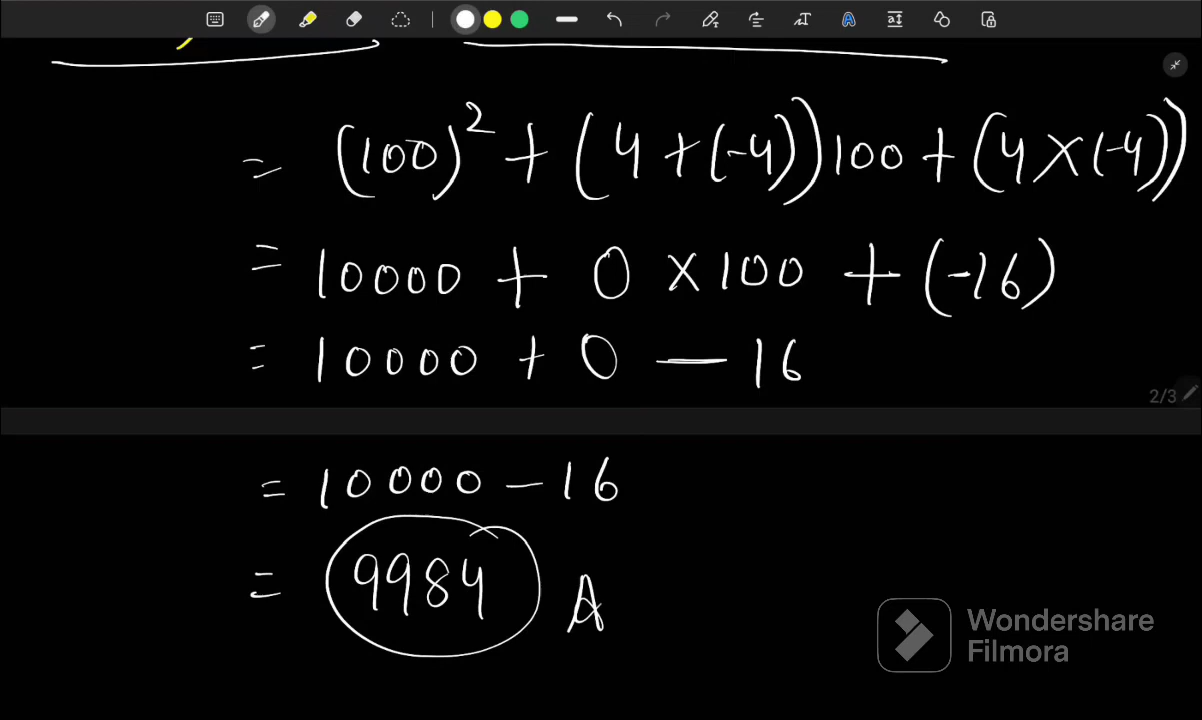 = (100)² + (4 + (-4)) 100 + (4 × (-4))
= 10000 + 0 × 100 + (-16)
= 10000 + 0 — 16
2/3
= 10000 - 16
= 9984 A
Wondershare
Filmora